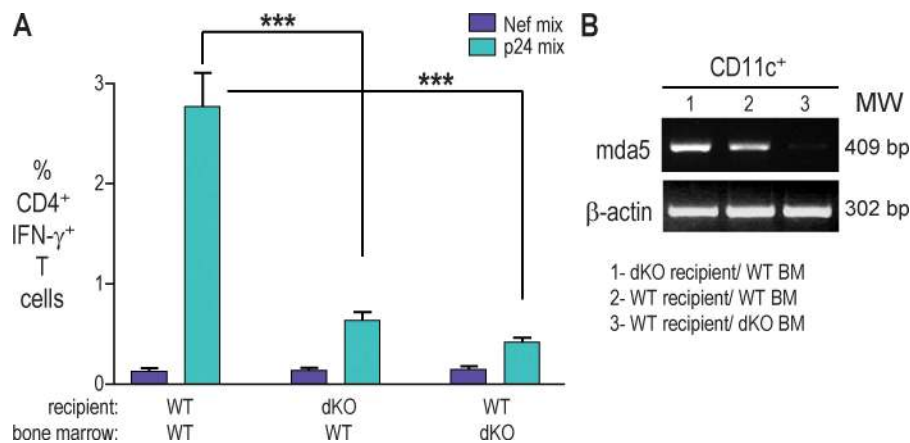 A
Nef mix
p24 mix
***
***
3
2
1
0
%
CD4⁺
IFN-γ⁺
T
cells
recipient: WT dKO WT
bone marrow: WT WT dKO
B
CD11c⁺
1 2 3 MW
mda5 409 bp
β-actin 302 bp
1- dKO recipient/ WT BM
2- WT recipient/ WT BM
3- WT recipient/ dKO BM